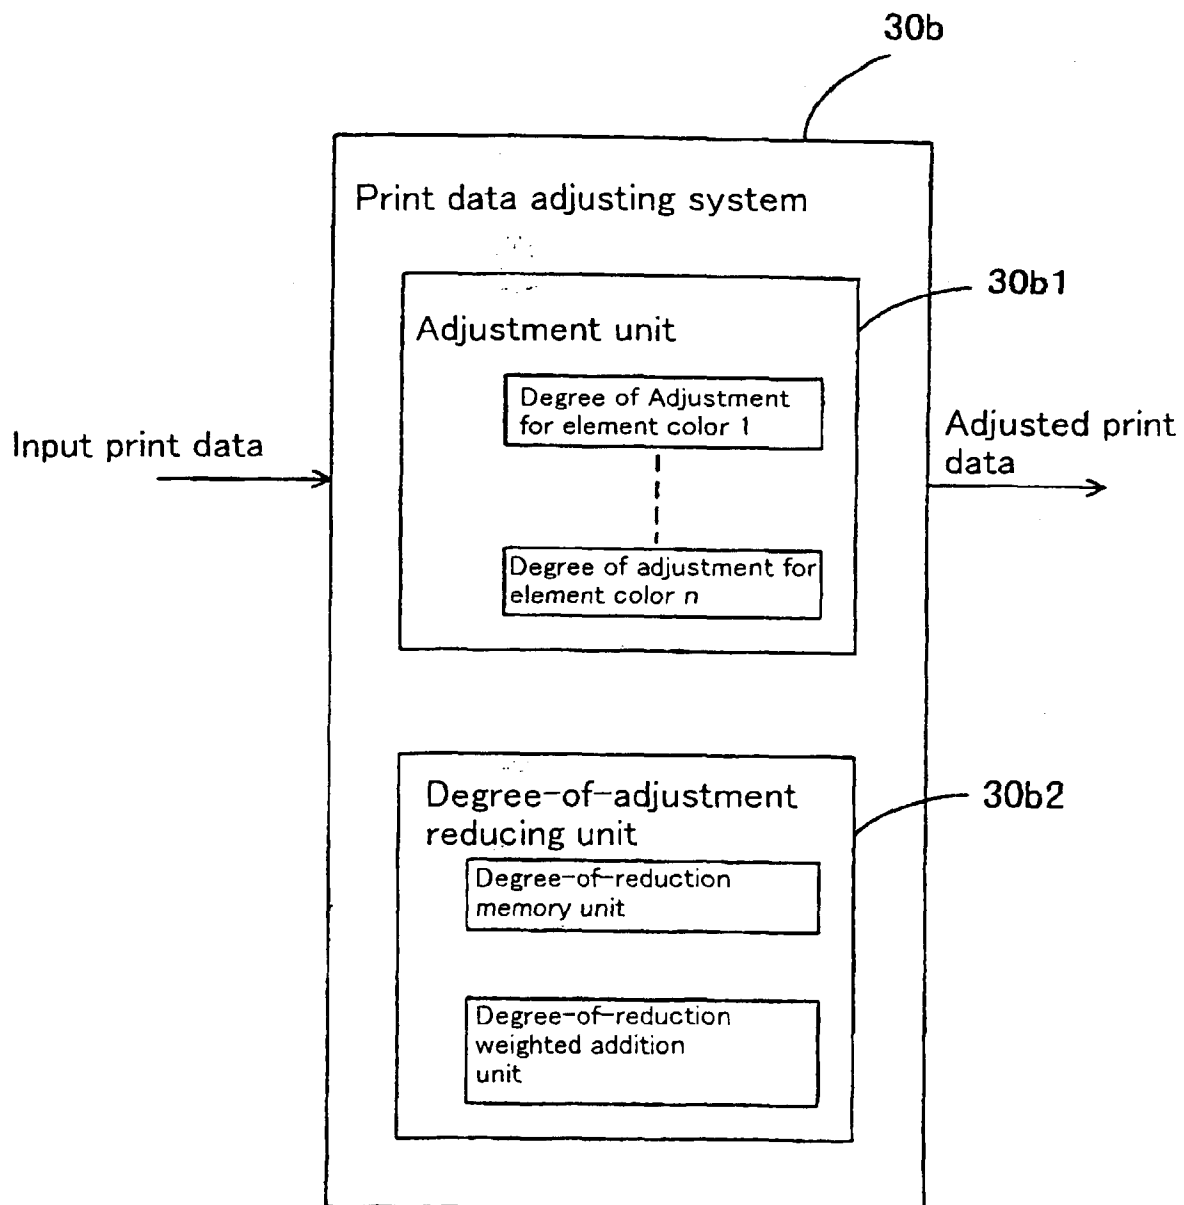 30b
Print data adjusting system
30b1
Adjustment unit
Degree of Adjustment
for element color 1
Input print data
Adjusted print
data
Degree of adjustment for
element color n
30b2
Degree-of-adjustment
reducing unit
Degree-of-reduction
memory unit
Degree-of-reduction
weighted addition
unit